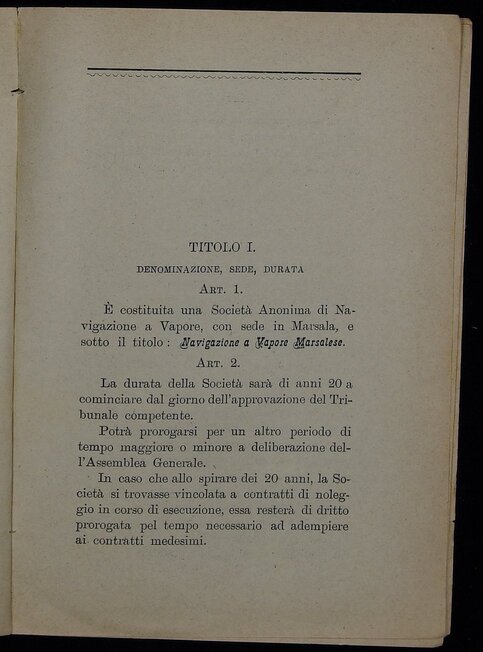 TITOLO I.
DENOMINAZIONE, SEDE, DURATA
ART. 1.
È costituita una Società Anonima di Na-
vigazione a Vapore, con sede in Marsala, e
sotto il titolo : Navigazione a Vapore Marsalese.
ART. 2.
La durata della Società sarà di anni 20 a
cominciare dal giorno dell'approvazione del Tri-
bunale competente.
Potrà prorogarsi per un altro periodo di
tempo maggiore o minore a deliberazione del-
l'Assemblea Generale.
In caso che allo spirare dei 20 anni, la So-
cietà si trovasse vincolata a contratti di noleg-
gio in corso di esecuzione, essa resterà di dritto
prorogata pel tempo necessario ad adempiere
ai contratti medesimi.